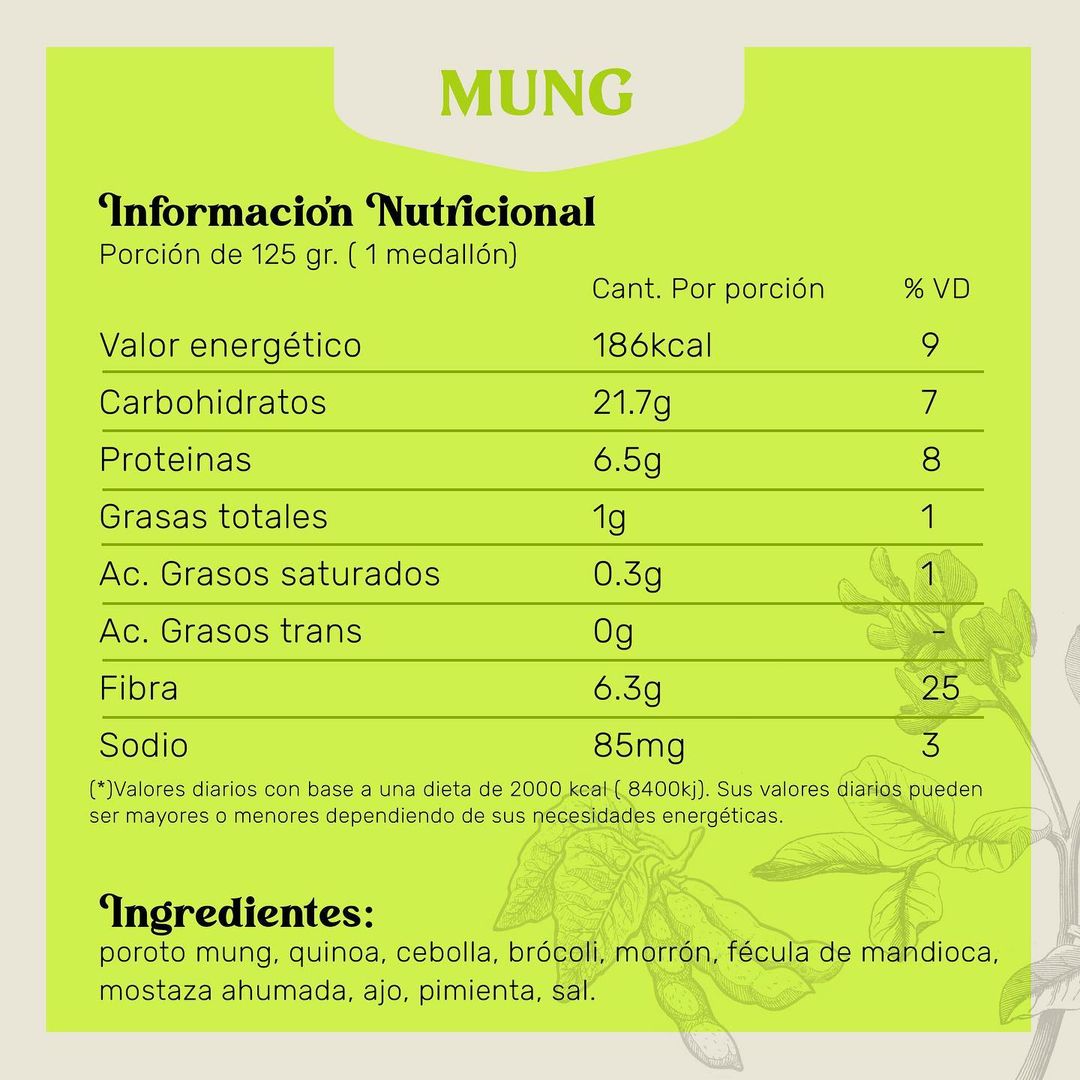 MUNG
Información Nutricional
Porción de 125 gr. ( 1 medallón)
Cant. Por porción % VD
Valor energético 186kcal 9
Carbohidratos 21.7g 7
Proteinas 6.5g 8
Grasas totales 1g 1
Ac. Grasos saturados 0.3g 1
Ac. Grasos trans 0g -
Fibra 6.3g 25
Sodio 85mg 3
(*)Valores diarios con base a una dieta de 2000 kcal ( 8400kj). Sus valores diarios pueden
ser mayores o menores dependiendo de sus necesidades energéticas.
Ingredientes:
poroto mung, quinoa, cebolla, brócoli, morrón, fécula de mandioca,
mostaza ahumada, ajo, pimienta, sal.